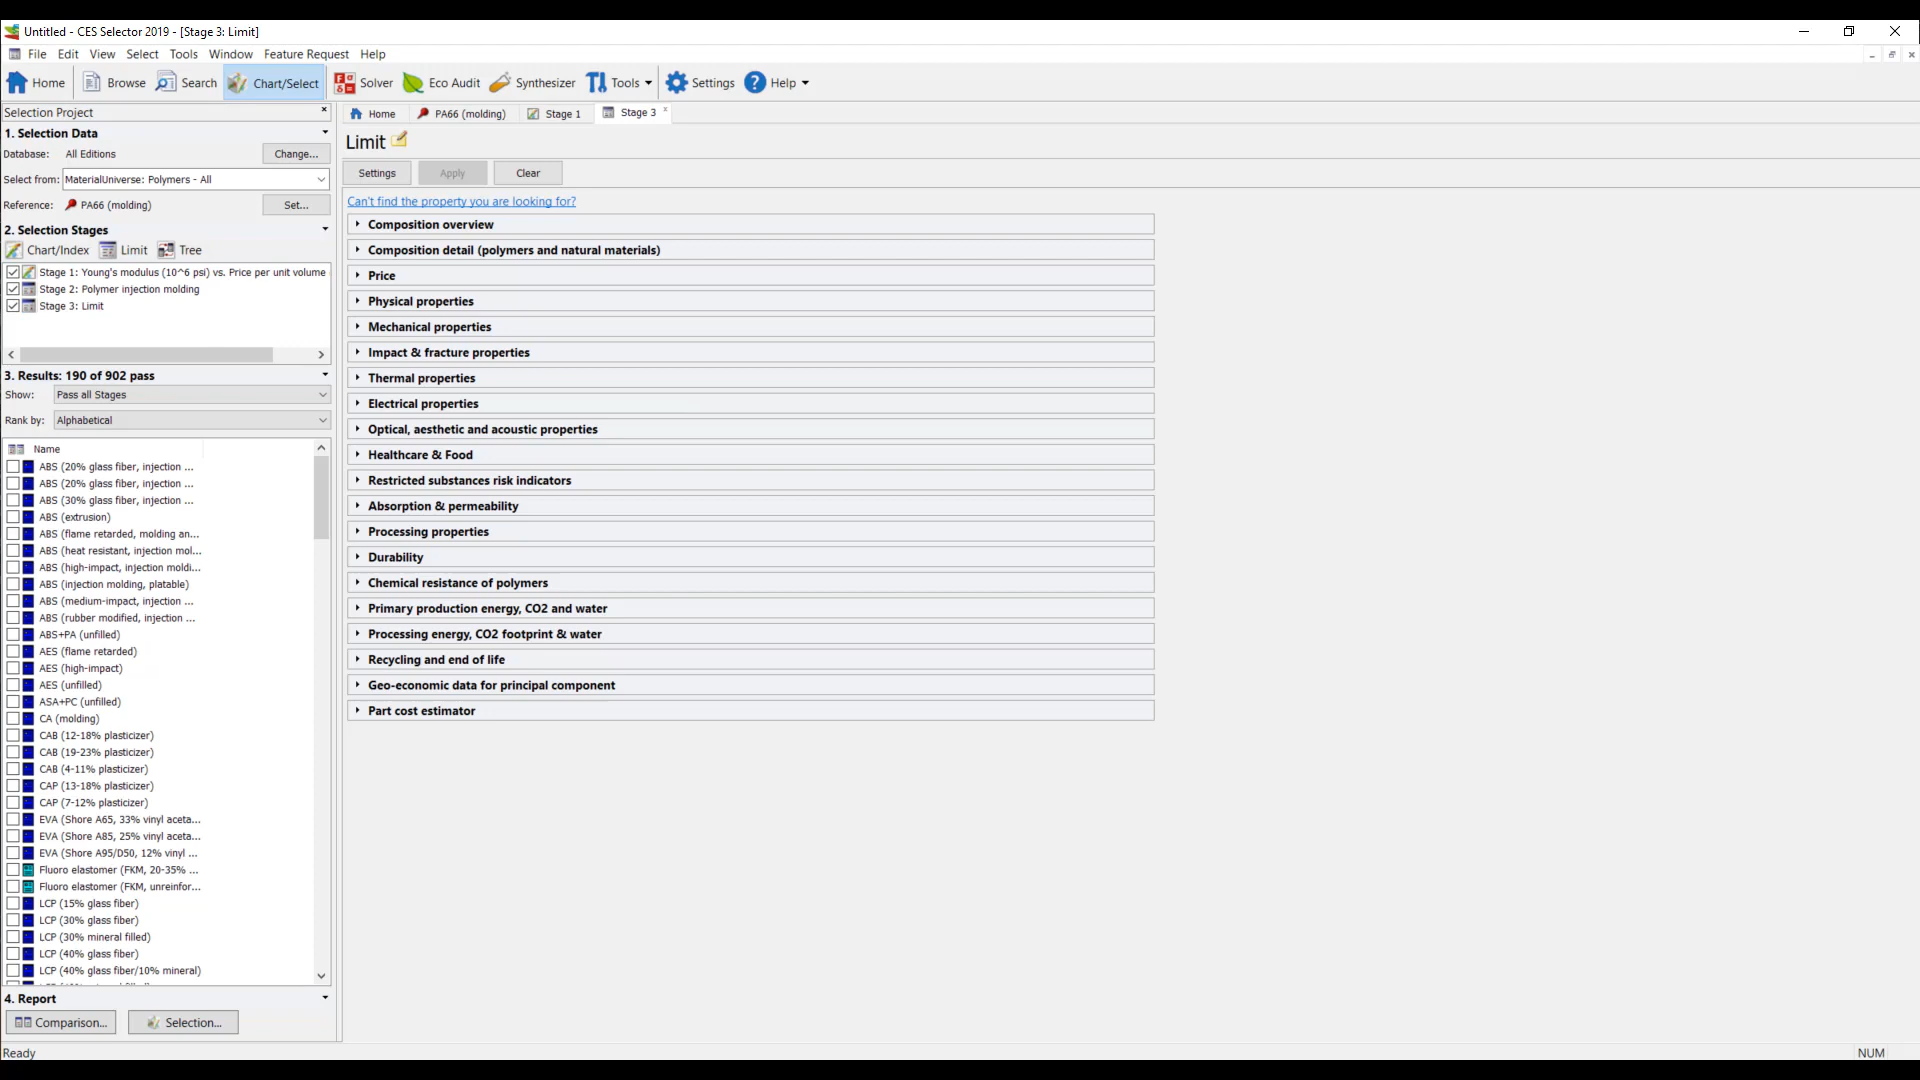 Untitled - CES Selector 2019 - [Stage 3: Limit]
File Edit View Select Tools Window Feature Request Help
Home Browse Search Chart/Select Solver Eco Audit Synthesizer Tools Settings Help
Selection Project
1. Selection Data
Database: All Editions Change...
Select from: MaterialUniverse: Polymers - All
Reference: PA66 (molding) Set...
2. Selection Stages
Chart/Index Limit Tree
Stage 1: Young's modulus (10^6 psi) vs. Price per unit volume
Stage 2: Polymer injection molding
Stage 3: Limit
3. Results: 190 of 902 pass
Show: Pass all Stages
Rank by: Alphabetical
Name
ABS (20% glass fiber, injection ...
ABS (20% glass fiber, injection ...
ABS (30% glass fiber, injection ...
ABS (extrusion)
ABS (flame retarded, molding an...
ABS (heat resistant, injection mol...
ABS (high-impact, injection moldi...
ABS (injection molding, platable)
ABS (medium-impact, injection ...
ABS (rubber modified, injection ...
ABS+PA (unfilled)
AES (flame retarded)
AES (high-impact)
AES (unfilled)
ASA+PC (unfilled)
CA (molding)
CAB (12-18% plasticizer)
CAB (19-23% plasticizer)
CAB (4-11% plasticizer)
CAP (13-18% plasticizer)
CAP (7-12% plasticizer)
EVA (Shore A65, 33% vinyl aceta...
EVA (Shore A85, 25% vinyl aceta...
EVA (Shore A95/D50, 12% vinyl ...
Fluoro elastomer (FKM, 20-35% ...
Fluoro elastomer (FKM, unreinfor...
LCP (15% glass fiber)
LCP (30% glass fiber)
LCP (30% mineral filled)
LCP (40% glass fiber)
LCP (40% glass fiber/10% mineral)
4. Report
Comparison... Selection...
Ready
Home PA66 (molding) Stage 1 Stage 3
Limit
Settings Apply Clear
Can't find the property you are looking for?
Composition overview
Composition detail (polymers and natural materials)
Price
Physical properties
Mechanical properties
Impact & fracture properties
Thermal properties
Electrical properties
Optical, aesthetic and acoustic properties
Healthcare & Food
Restricted substances risk indicators
Absorption & permeability
Processing properties
Durability
Chemical resistance of polymers
Primary production energy, CO2 and water
Processing energy, CO2 footprint & water
Recycling and end of life
Geo-economic data for principal component
Part cost estimator
NUM